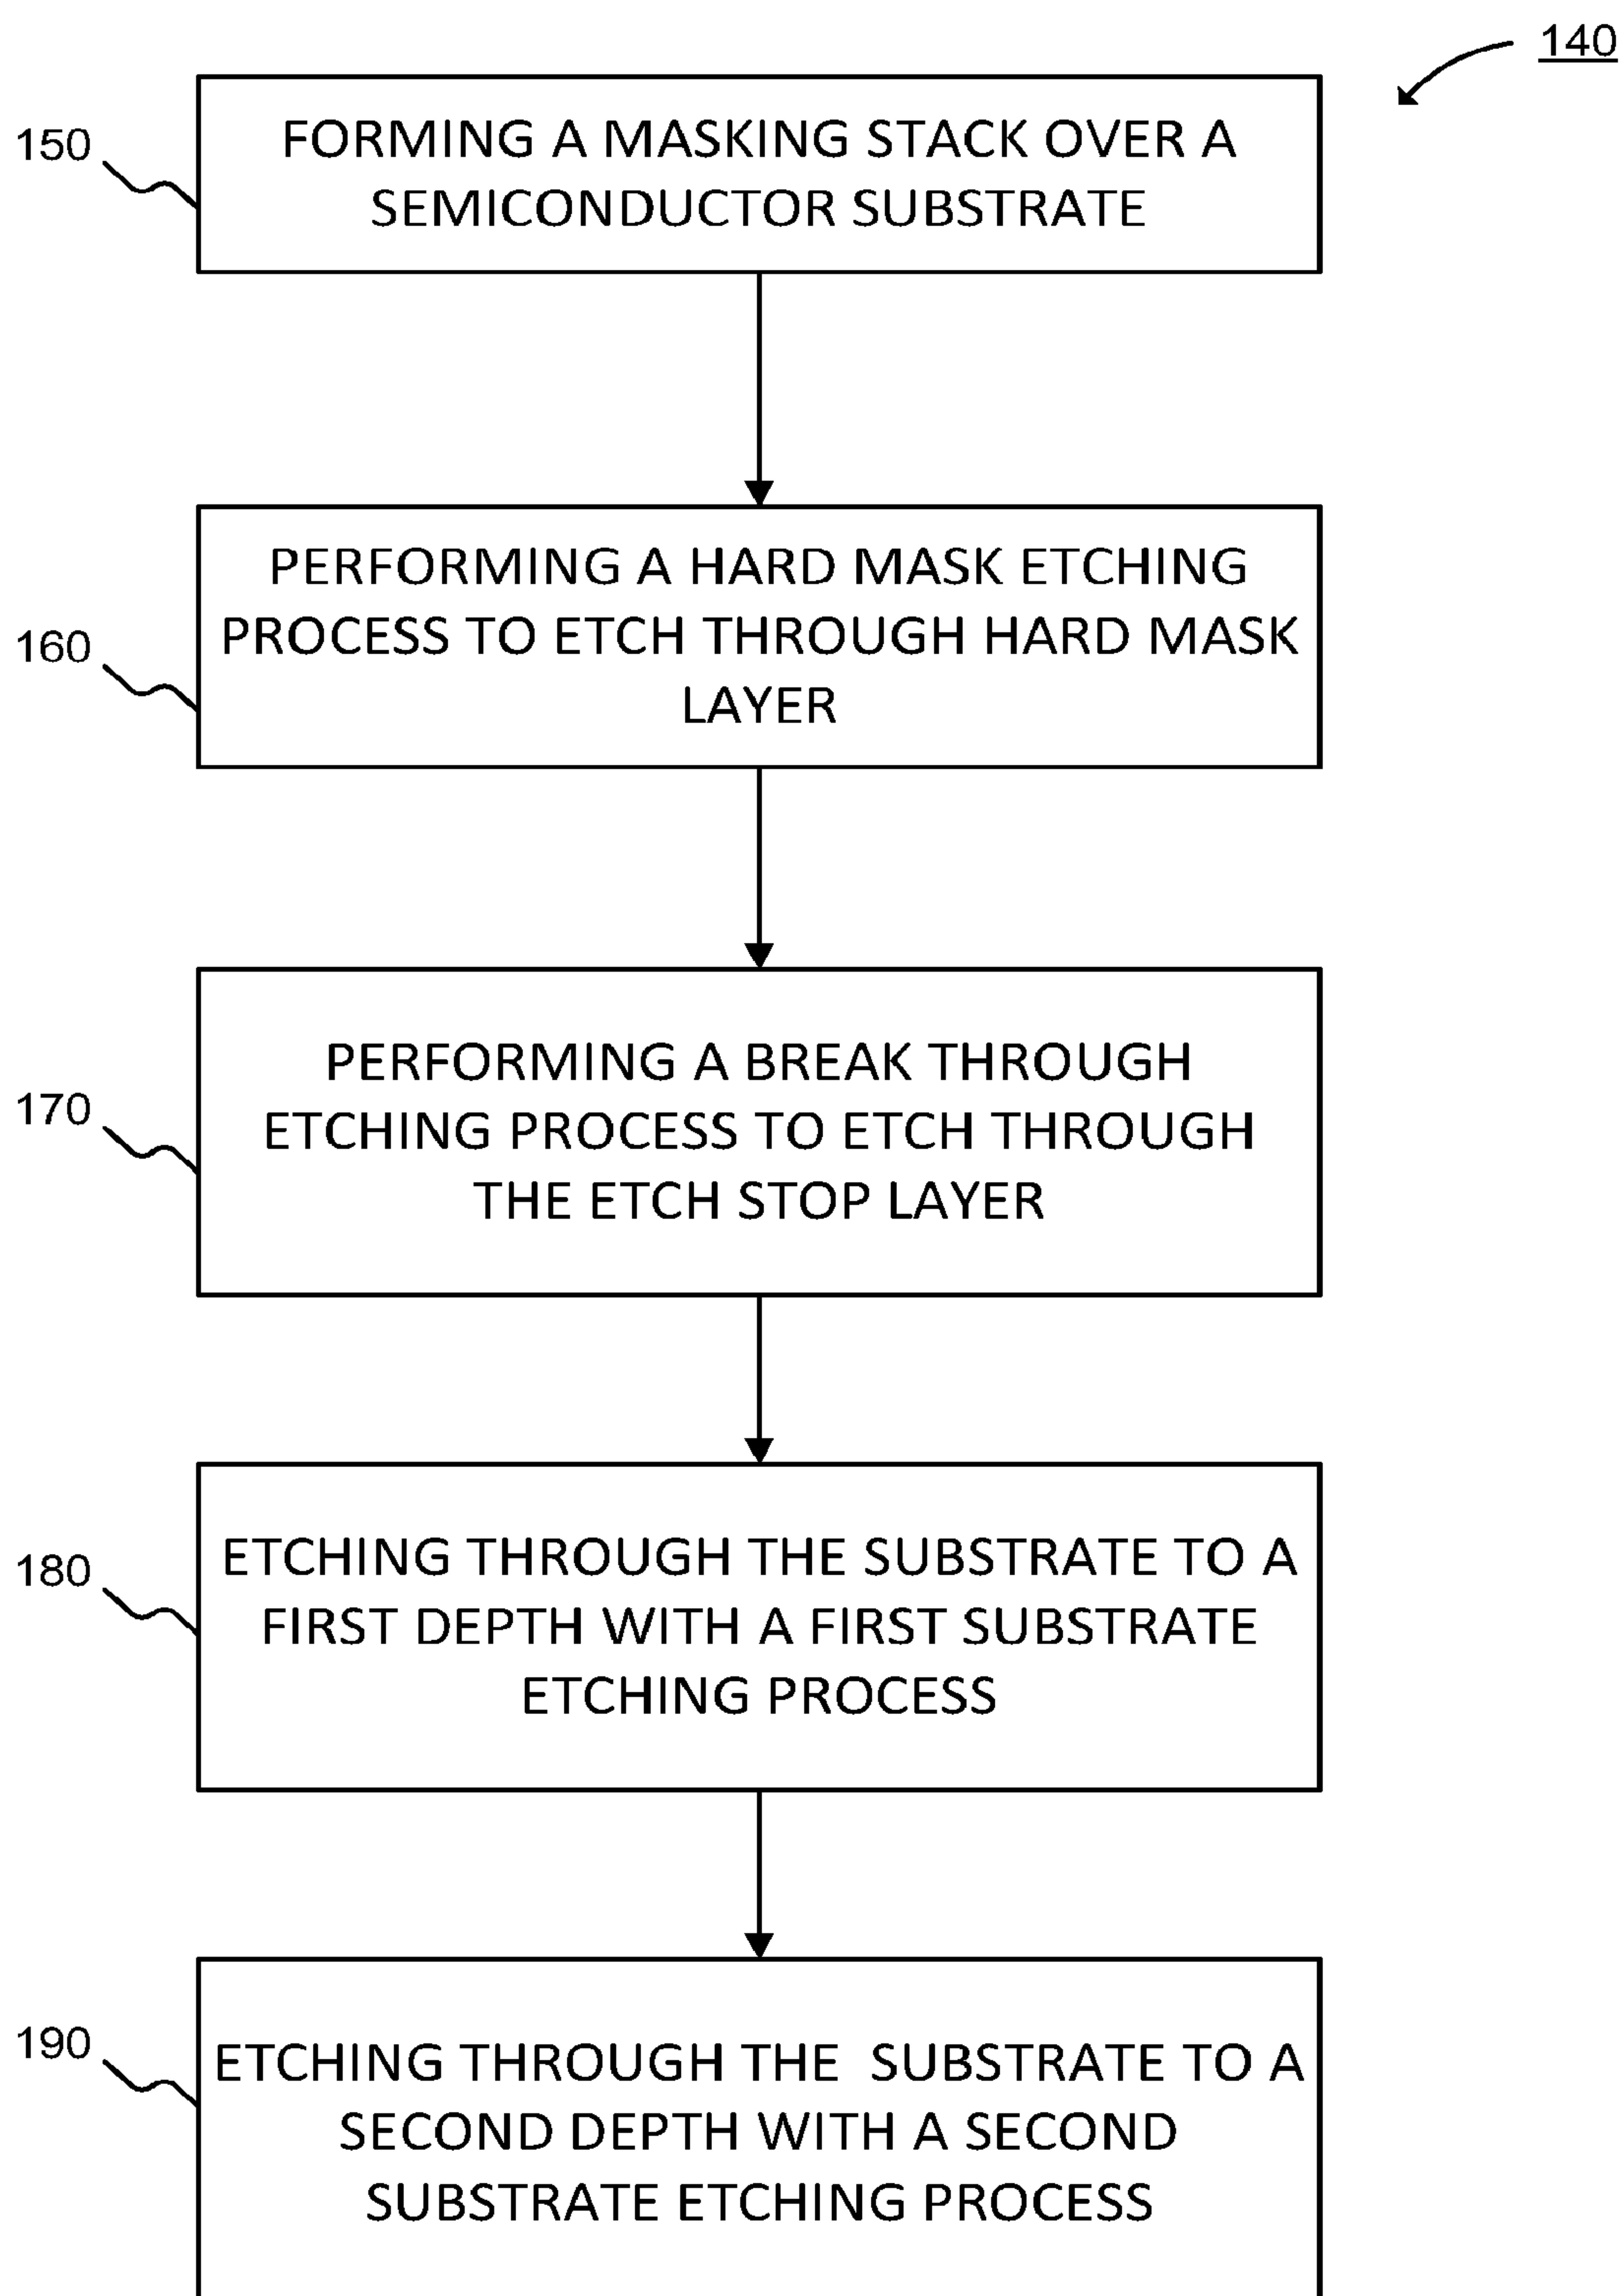 140
150
FORMING A MASKING STACK OVER A
SEMICONDUCTOR SUBSTRATE
160
PERFORMING A HARD MASK ETCHING
PROCESS TO ETCH THROUGH HARD MASK
LAYER
170
PERFORMING A BREAK THROUGH
ETCHING PROCESS TO ETCH THROUGH
THE ETCH STOP LAYER
180
ETCHING THROUGH THE SUBSTRATE TO A
FIRST DEPTH WITH A FIRST SUBSTRATE
ETCHING PROCESS
190
ETCHING THROUGH THE SUBSTRATE TO A
SECOND DEPTH WITH A SECOND
SUBSTRATE ETCHING PROCESS